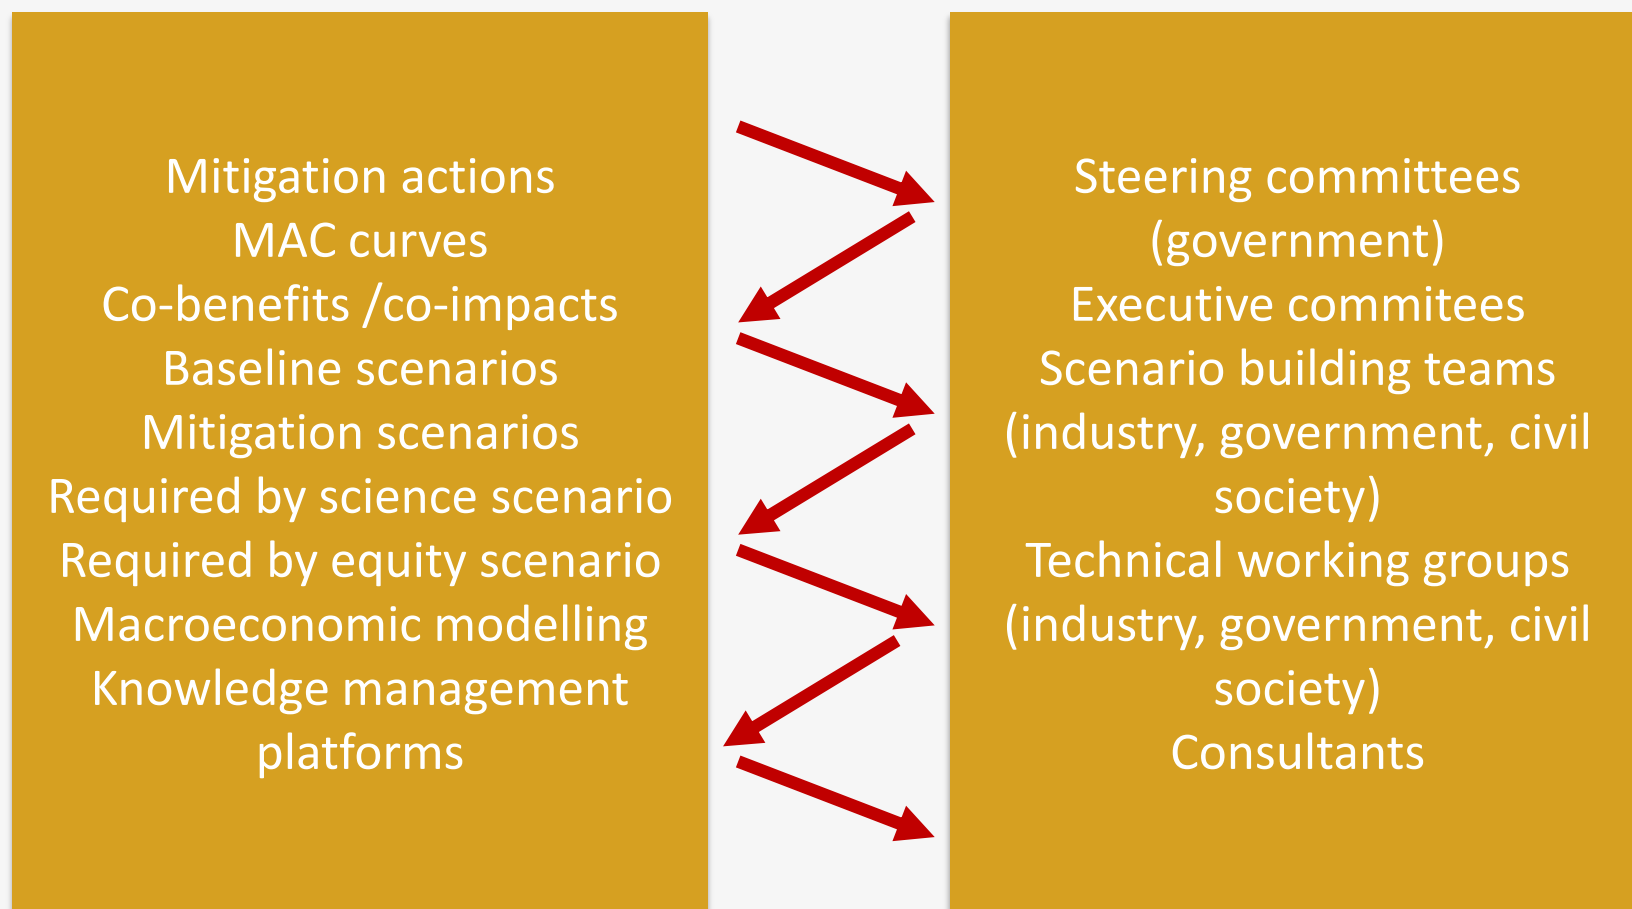 Mitigation actions
MAC curves
Co-benefits /co-impacts
Baseline scenarios
Mitigation scenarios
Required by science scenario
Required by equity scenario
Macroeconomic modelling
Knowledge management
platforms
Steering committees
(government)
Executive commitees
Scenario building teams
(industry, government, civil
society)
Technical working groups
(industry, government, civil
society)
Consultants